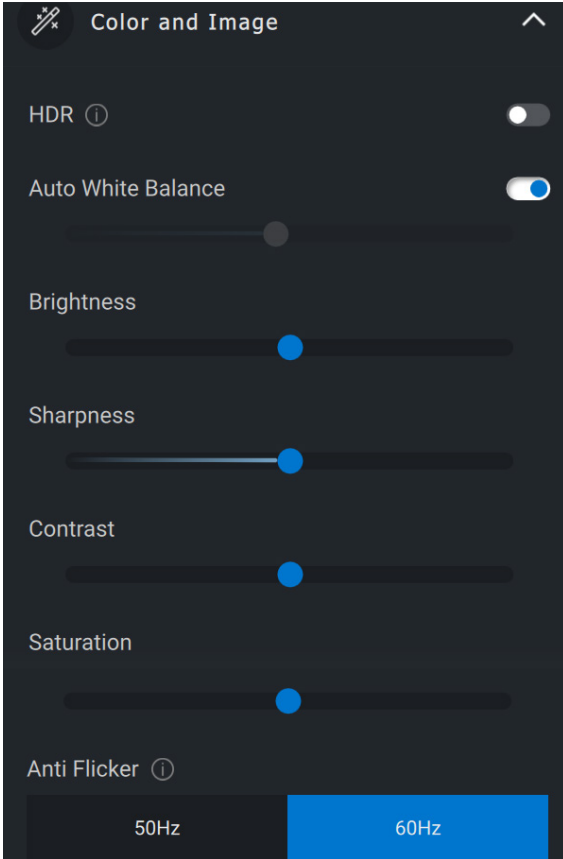 Color and Image
HDR
Auto White Balance
Brightness
Sharpness
Contrast
Saturation
Anti Flicker
50Hz 60Hz